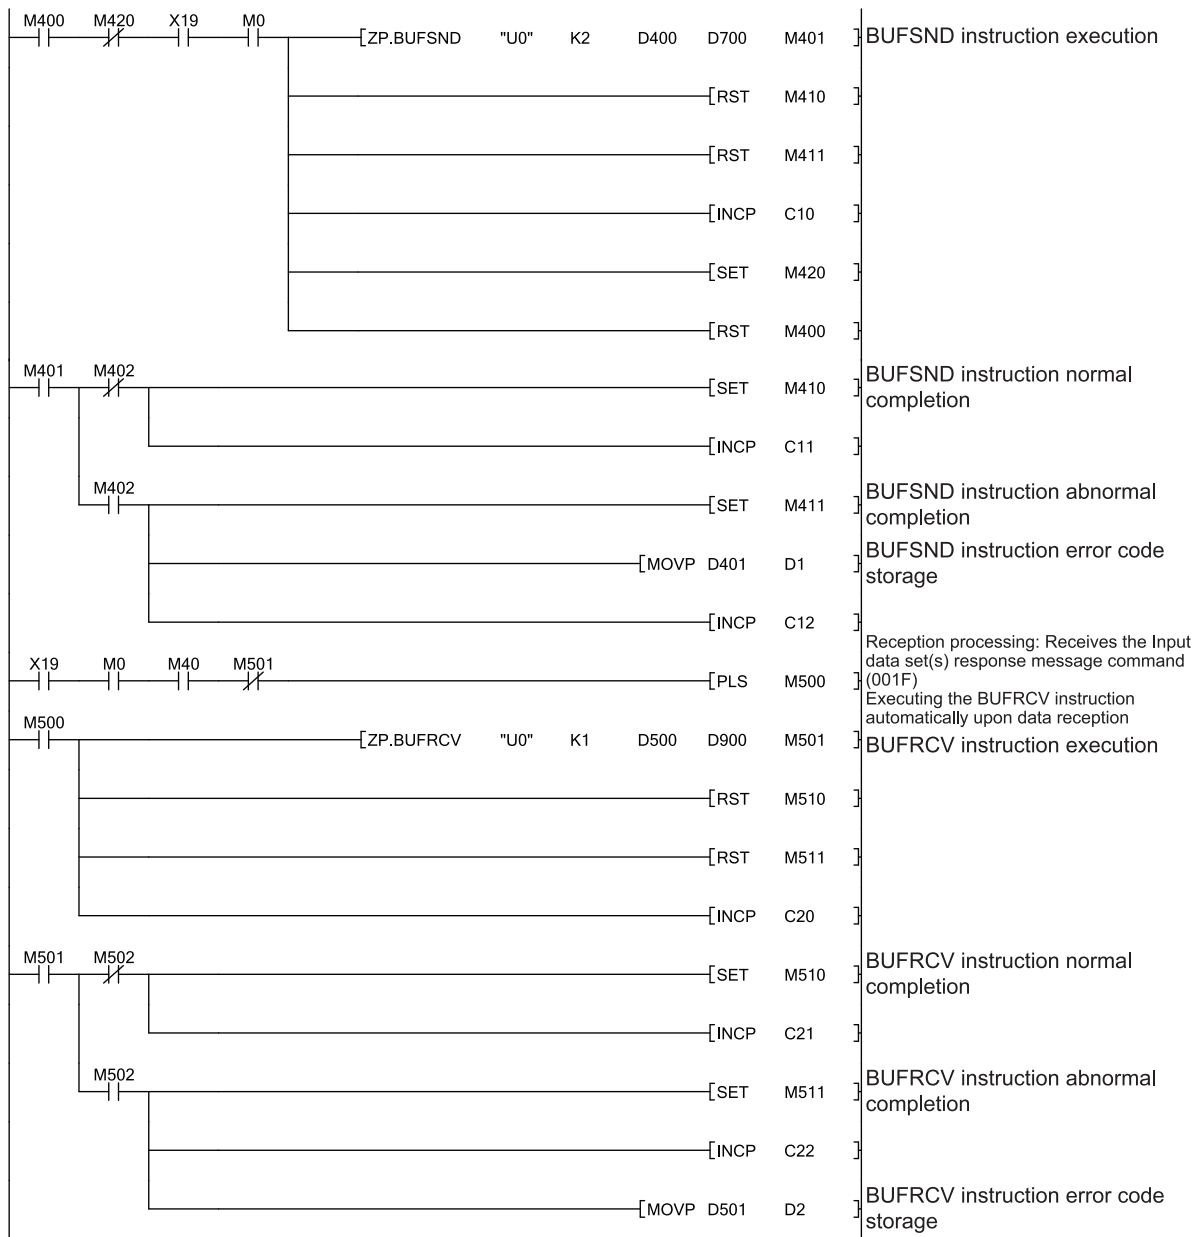 M400 M420 X19 M0
[ZP.BUFSND "U0" K2 D400 D700 M401 ] BUFSND instruction execution
[RST M410 ]
[RST M411 ]
[INCP C10 ]
[SET M420 ]
[RST M400 ]
M401 M402
[SET M410 ] BUFSND instruction normal
completion
[INCP C11 ]
M402
[SET M411 ] BUFSND instruction abnormal
completion
[MOVP D401 D1 ] BUFSND instruction error code
storage
[INCP C12 ]
Reception processing: Receives the Input
data set(s) response message command
(001F)
Executing the BUFRCV instruction
automatically upon data reception
X19 M0 M40 M501
[PLS M500 ]
M500
[ZP.BUFRCV "U0" K1 D500 D900 M501 ] BUFRCV instruction execution
[RST M510 ]
[RST M511 ]
[INCP C20 ]
M501 M502
[SET M510 ] BUFRCV instruction normal
completion
[INCP C21 ]
M502
[SET M511 ] BUFRCV instruction abnormal
completion
[INCP C22 ]
[MOVP D501 D2 ] BUFRCV instruction error code
storage